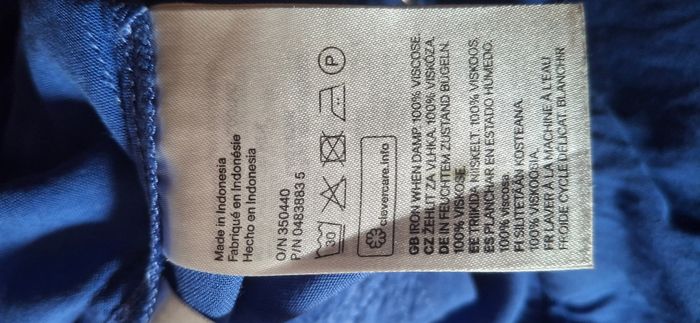 Made in Indonesia
Fabriqué en Indonésie
Hecho en Indonesia
O/N 350440
P/N 0483883 5
30
P
clevercare.info
GB IRON WHEN DAMP. 100% VISCOSE.
CZ ŽEHLIT ZA VLHKA. 100% VISKÓZA.
DE IN FEUCHTEM ZUSTAND BÜGELN.
100% VISKOSE.
EE TRIIKIDA NIISKELT. 100% VISKOOS.
ES PLANCHAR EN ESTADO HÚMEDO.
100% viscosa.
FI SILITETÄÄN KOSTEANA.
100% VISKOOSIA.
FR LAVER À LA MACHINE À L'EAU
FROIDE CYCLE DÉLICAT, BLANCHIR